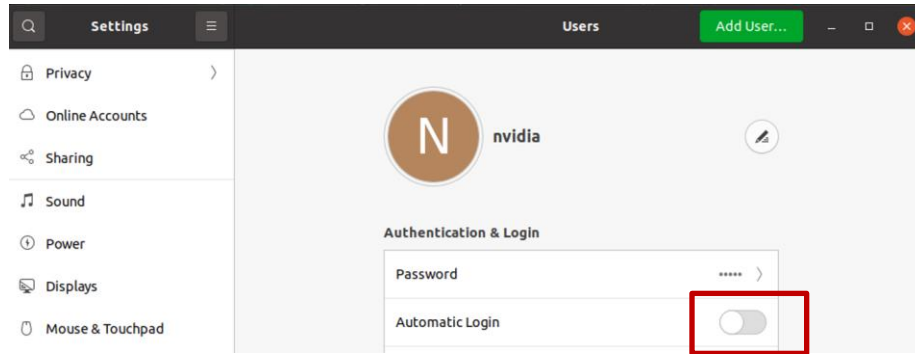 Settings
Users
Add User...
Privacy
Online Accounts
Sharing
Sound
Power
Displays
Mouse & Touchpad
N
nvidia
Authentication & Login
Password
•••••
Automatic Login